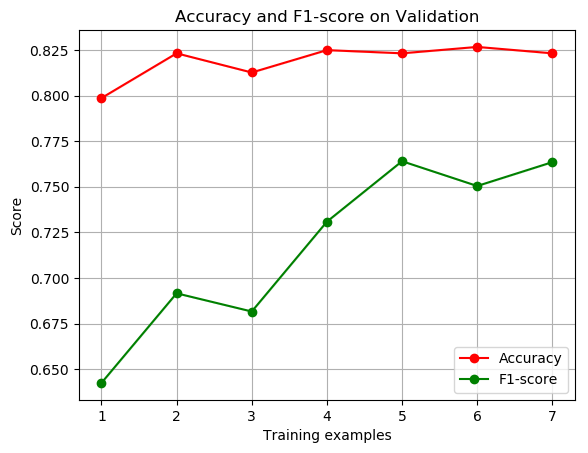 Accuracy and F1-score on Validation
Score
0.825
0.800
0.775
0.750
0.725
0.700
0.675
0.650
Accuracy
F1-score
1 2 3 4 5 6 7
Training examples